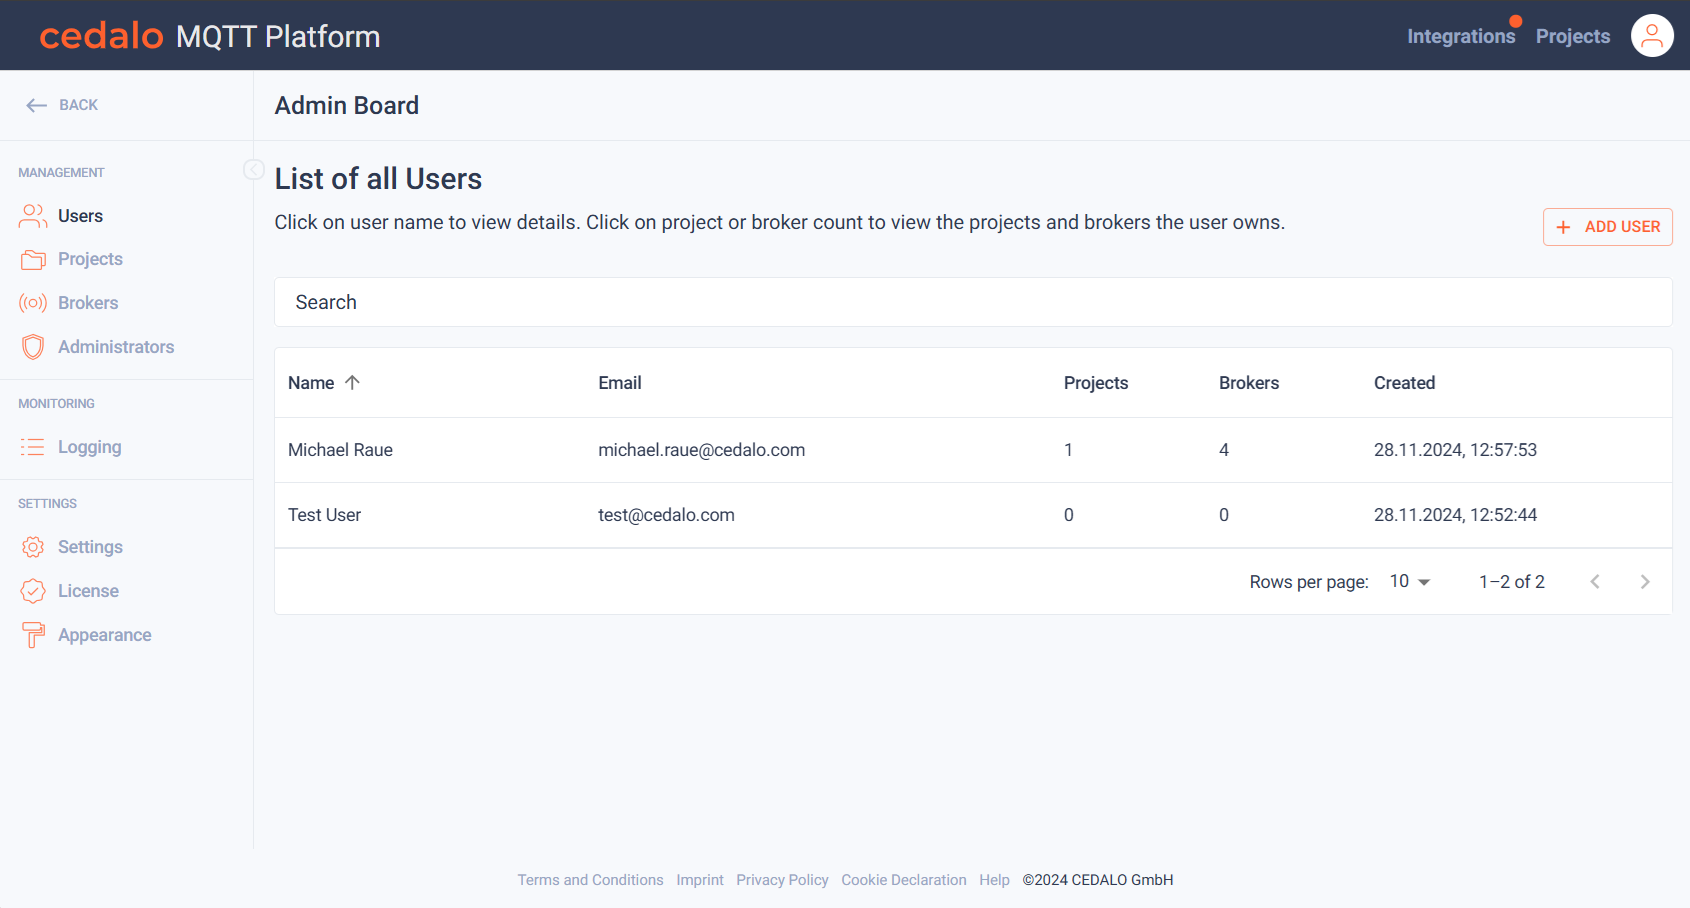 cedalo MQTT Platform
Integrations Projects
BACK
Admin Board
MANAGEMENT
Users
Projects
Brokers
Administrators
MONITORING
Logging
SETTINGS
Settings
License
Appearance
List of all Users
Click on user name to view details. Click on project or broker count to view the projects and brokers the user owns.
ADD USER
Search
Name Email Projects Brokers Created
Michael Raue michael.raue@cedalo.com 1 4 28.11.2024, 12:57:53
Test User test@cedalo.com 0 0 28.11.2024, 12:52:44
Rows per page: 10 1–2 of 2
Terms and Conditions Imprint Privacy Policy Cookie Declaration Help ©2024 CEDALO GmbH